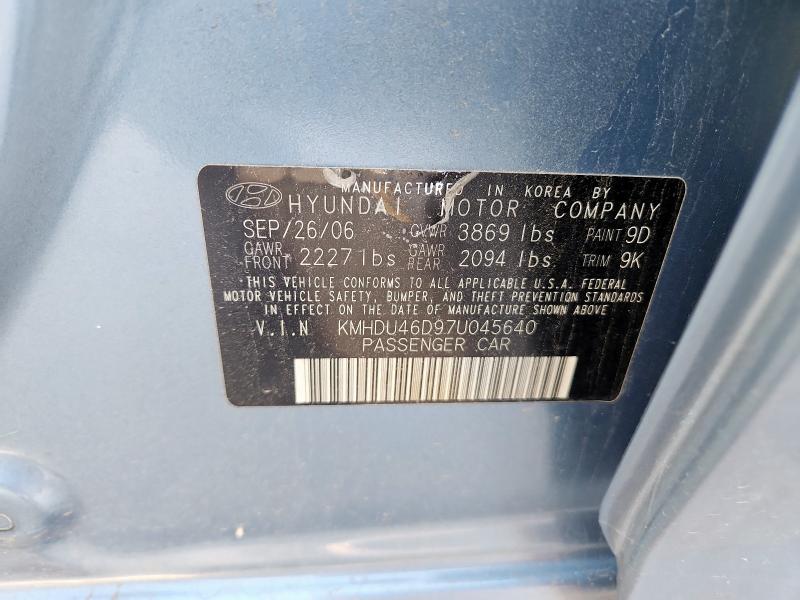 MANUFACTURED IN KOREA BY
HYUNDAI MOTOR COMPANY
SEP/26/06 GVWR 3869 lbs PAINT 9D
GAWR FRONT 2227 lbs GAWR REAR 2094 lbs TRIM 9K
THIS VEHICLE CONFORMS TO ALL APPLICABLE U.S.A. FEDERAL
MOTOR VEHICLE SAFETY, BUMPER, AND THEFT PREVENTION STANDARDS
IN EFFECT ON THE DATE OF MANUFACTURE SHOWN ABOVE
V.I.N KMHDU46D97U045640
PASSENGER CAR